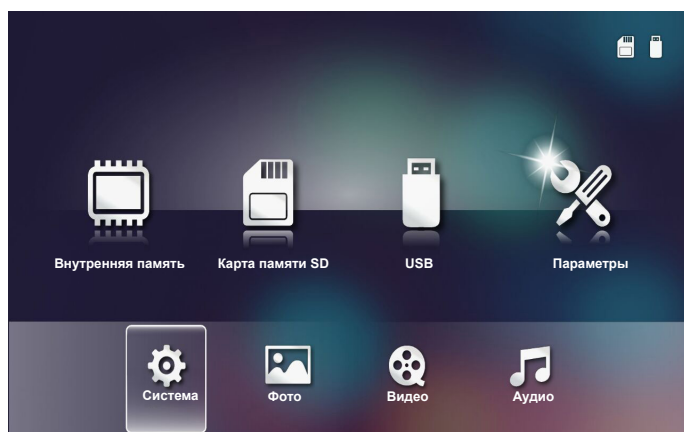 Внутренняя память
Карта памяти SD
USB
Параметры
Система
Фото
Видео
Аудио